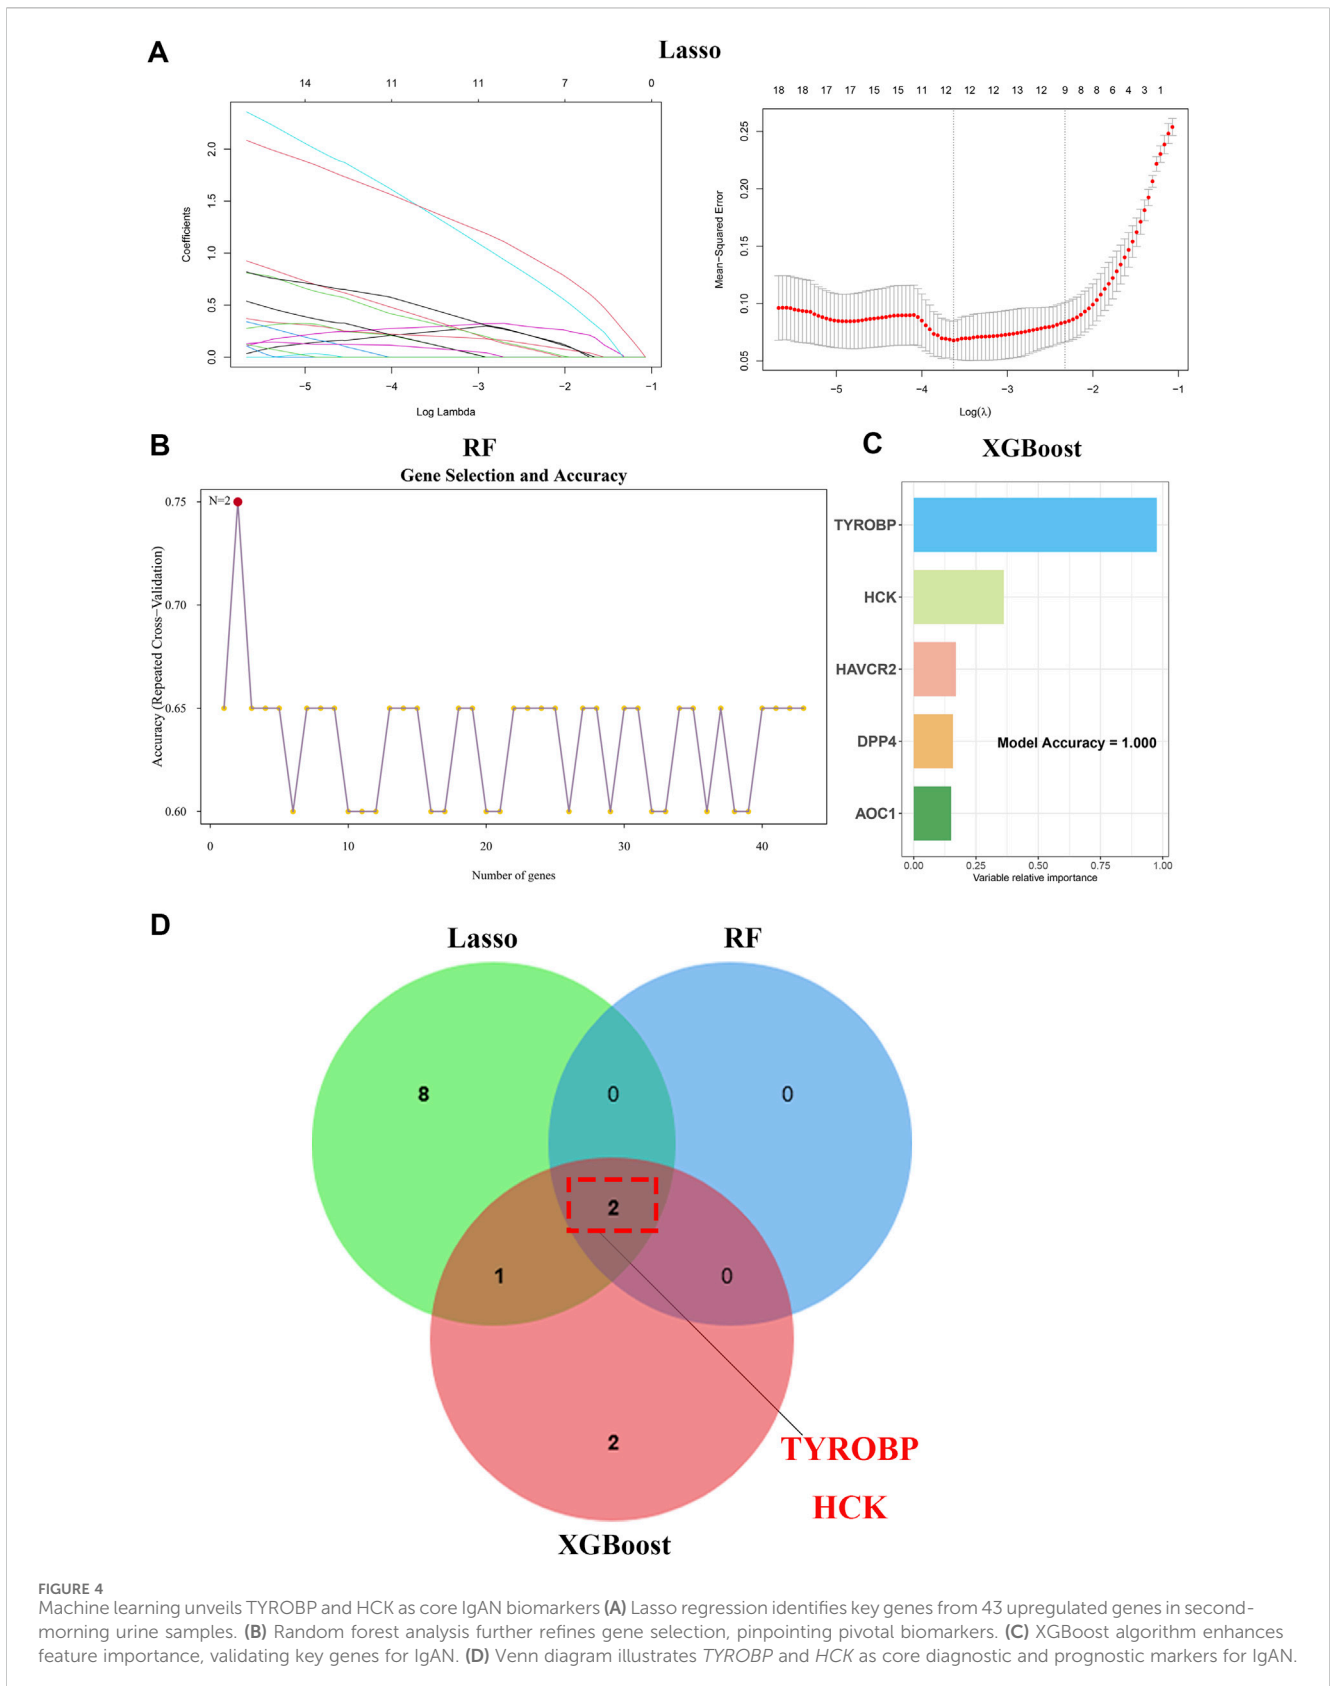 A
Lasso
14 11 11 7 0
2.0
1.5
1.0
0.5
0.0
Coefficients
−5 −4 −3 −2 −1
Log Lambda
18 18 17 17 15 15 11 12 12 12 13 12 9 8 8 6 4 3 1
0.25
0.20
0.15
0.10
0.05
Mean−Squared Error
−5 −4 −3 −2 −1
Log(λ)
B
RF
Gene Selection and Accuracy
N=2
0.75
0.70
0.65
0.60
Accuracy (Repeated Cross−Validation)
0 10 20 30 40
Number of genes
C
XGBoost
TYROBP
HCK
HAVCR2
DPP4
Model Accuracy = 1.000
AOC1
0.00 0.25 0.50 0.75 1.00
Variable relative importance
D
Lasso RF
8 0 0
2
1 0
2
TYROBP
HCK
XGBoost
FIGURE 4
Machine learning unveils TYROBP and HCK as core IgAN biomarkers (A) Lasso regression identifies key genes from 43 upregulated genes in second-
morning urine samples. (B) Random forest analysis further refines gene selection, pinpointing pivotal biomarkers. (C) XGBoost algorithm enhances
feature importance, validating key genes for IgAN. (D) Venn diagram illustrates TYROBP and HCK as core diagnostic and prognostic markers for IgAN.